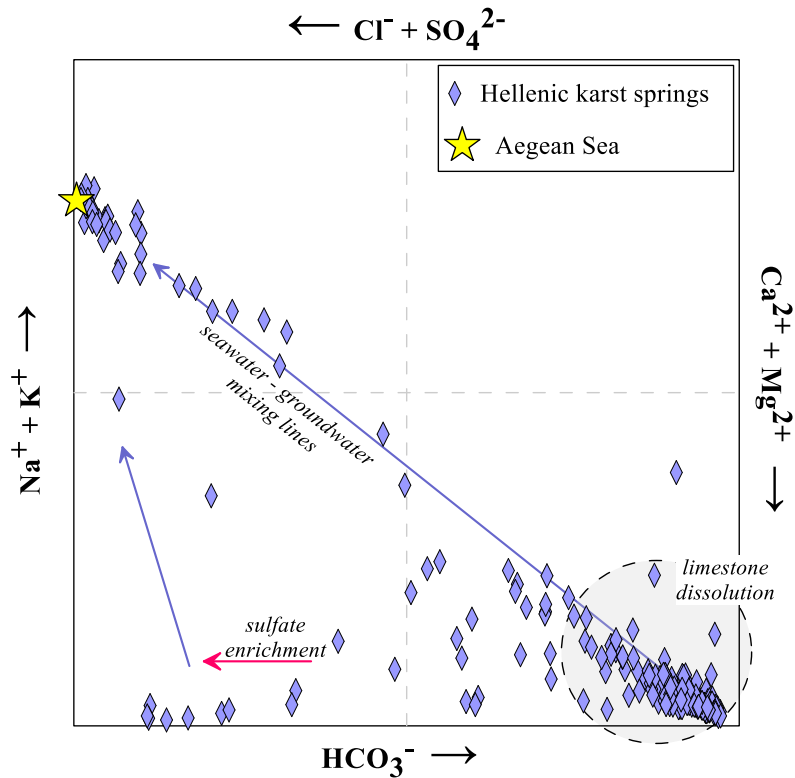 ← Cl⁻ + SO₄²⁻
Hellenic karst springs
Aegean Sea
Na⁺ + K⁺ →
Ca²⁺ + Mg²⁺ →
seawater - groundwater
mixing lines
limestone
dissolution
sulfate
enrichment
HCO₃⁻ →